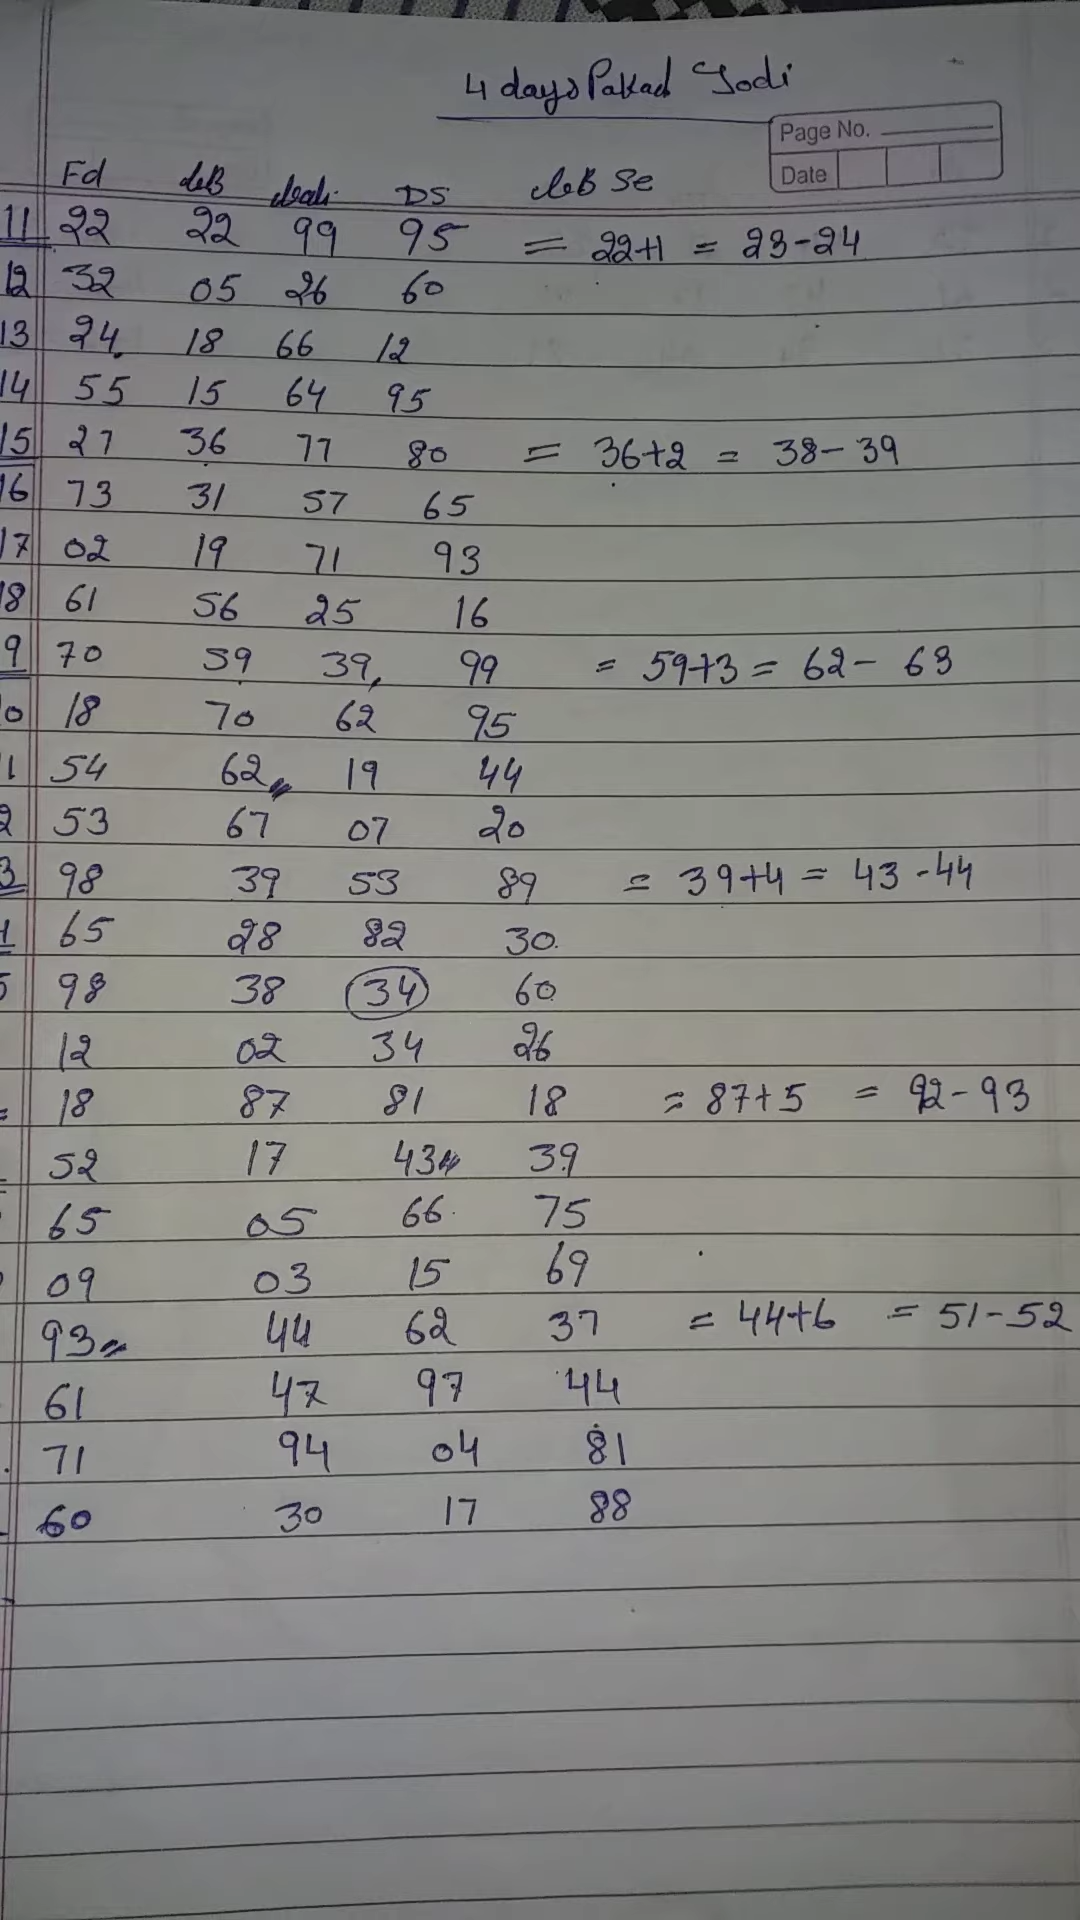 4 days Pakad Jodi
Page No.
Date
Fd DS Se
11 22 22 99 95 = 22+1 = 23-24
12 32 05 26 60
13 24 18 66 12
14 55 15 64 95
15 27 36 77 80 = 36+2 = 38-39
16 73 31 57 65
17 02 19 71 93
18 61 56 25 16
9 70 59 39 99 = 59+3 = 62-63
0 18 70 62 95
1 54 62 19 44
2 53 67 07 20
3 98 39 53 89 = 39+4 = 43-44
65 28 82 30
5 98 38 34 60
12 02 34 26
18 87 81 18 = 87+5 = 92-93
52 17 43 39
65 05 66 75
09 03 15 69
93 44 62 37 = 44+6 = 51-52
61 47 97 44
71 94 04 81
60 30 17 88